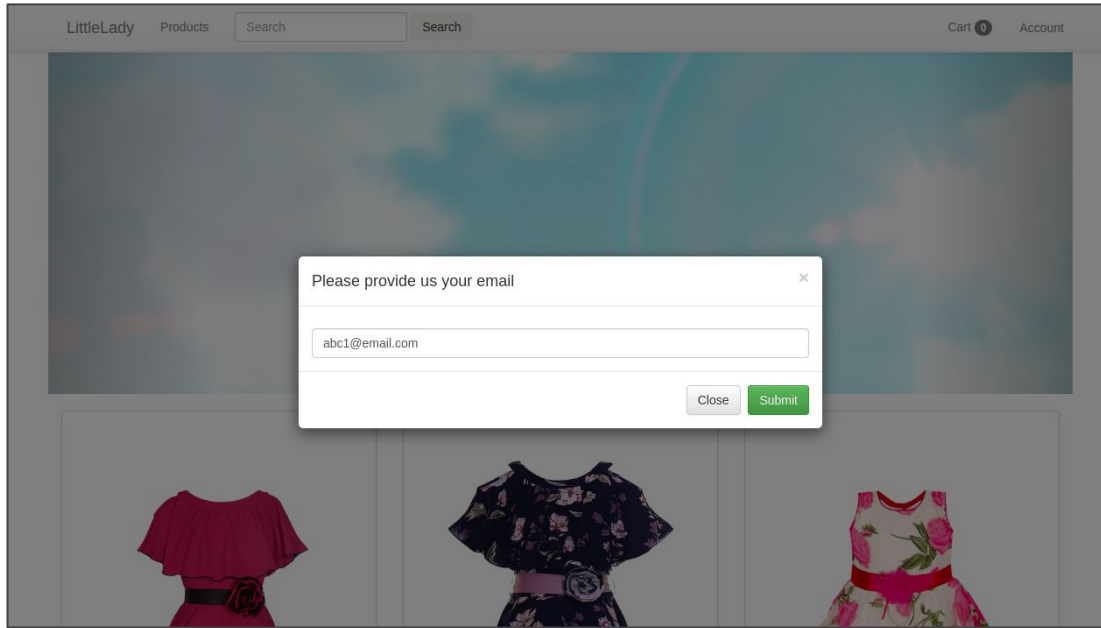 LittleLady Products Search Search Cart 0 Account
Please provide us your email ×
abc1@email.com
Close Submit